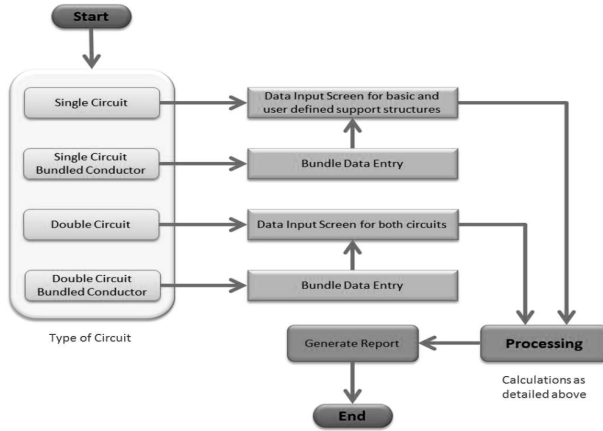 Start
Single Circuit
Data Input Screen for basic and
user defined support structures
Single Circuit
Bundled Conductor
Bundle Data Entry
Double Circuit
Data Input Screen for both circuits
Double Circuit
Bundled Conductor
Bundle Data Entry
Type of Circuit
Generate Report
Processing
Calculations as
detailed above
End